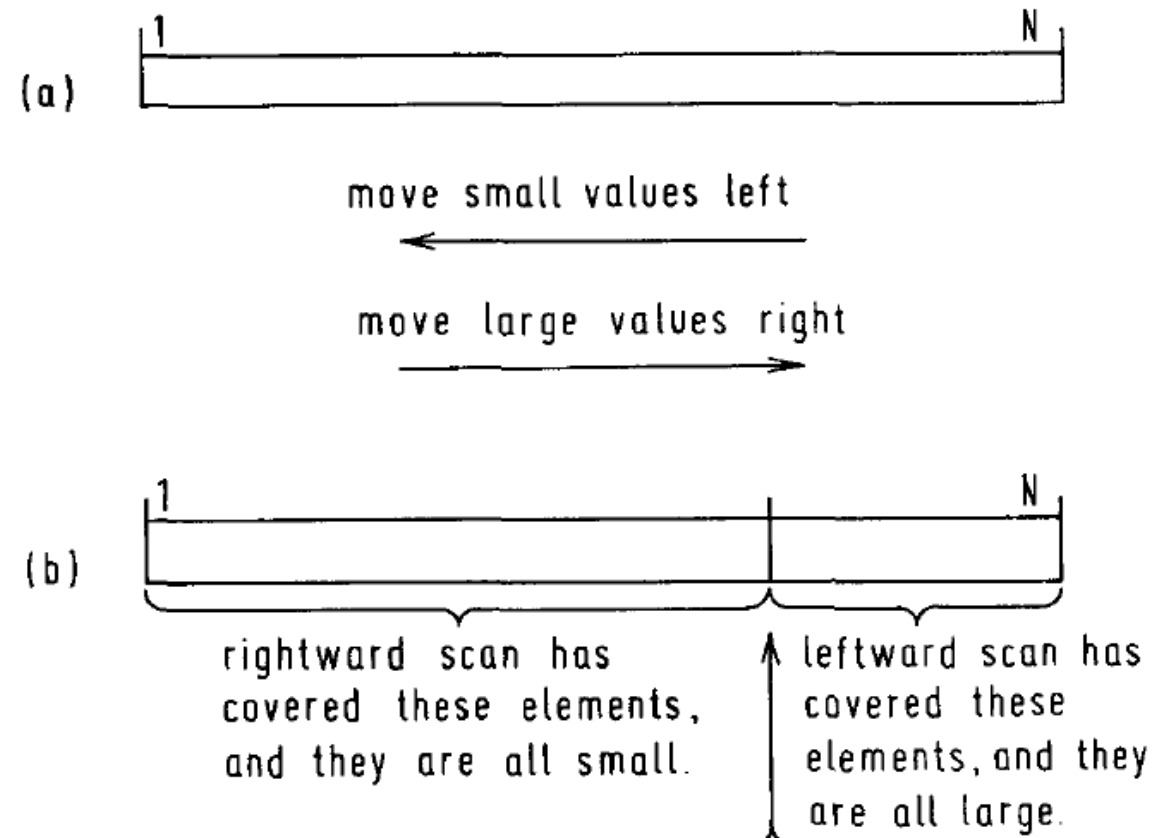 1 N
(a)
move small values left
move large values right
1 N
(b)
rightward scan has
covered these elements,
and they are all small.
leftward scan has
covered these
elements, and they
are all large.